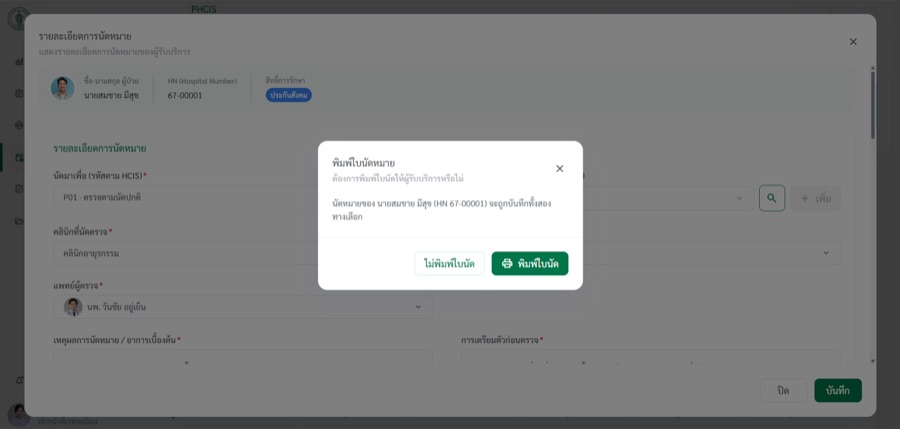 PHCIS
รายละเอียดการนัดหมาย
แสดงรายละเอียดการนัดหมายของผู้รับบริการ
ชื่อ-นามสกุล ผู้ป่วย
นายสมชาย มีสุข
HN (Hospital Number)
67-00001
สิทธิ์การรักษา
ประกันสังคม
รายละเอียดการนัดหมาย
นัดมาเพื่อ (รหัสตาม HCIS)*
P01 - ตรวจตามนัดปกติ
เพิ่ม
คลินิกที่นัดตรวจ*
คลินิกอายุรกรรม
แพทย์ผู้ตรวจ*
นพ. วันชัย อยู่เย็น
เหตุผลการนัดหมาย / อาการเบื้องต้น*
การเตรียมตัวก่อนตรวจ*
ปิด
บันทึก
พิมพ์ใบนัดหมาย
ต้องการพิมพ์ใบนัดให้ผู้รับบริการหรือไม่
นัดหมายของ นายสมชาย มีสุข (HN 67-00001) จะถูกบันทึกทั้งสอง
ทางเลือก
ไม่พิมพ์ใบนัด
พิมพ์ใบนัด